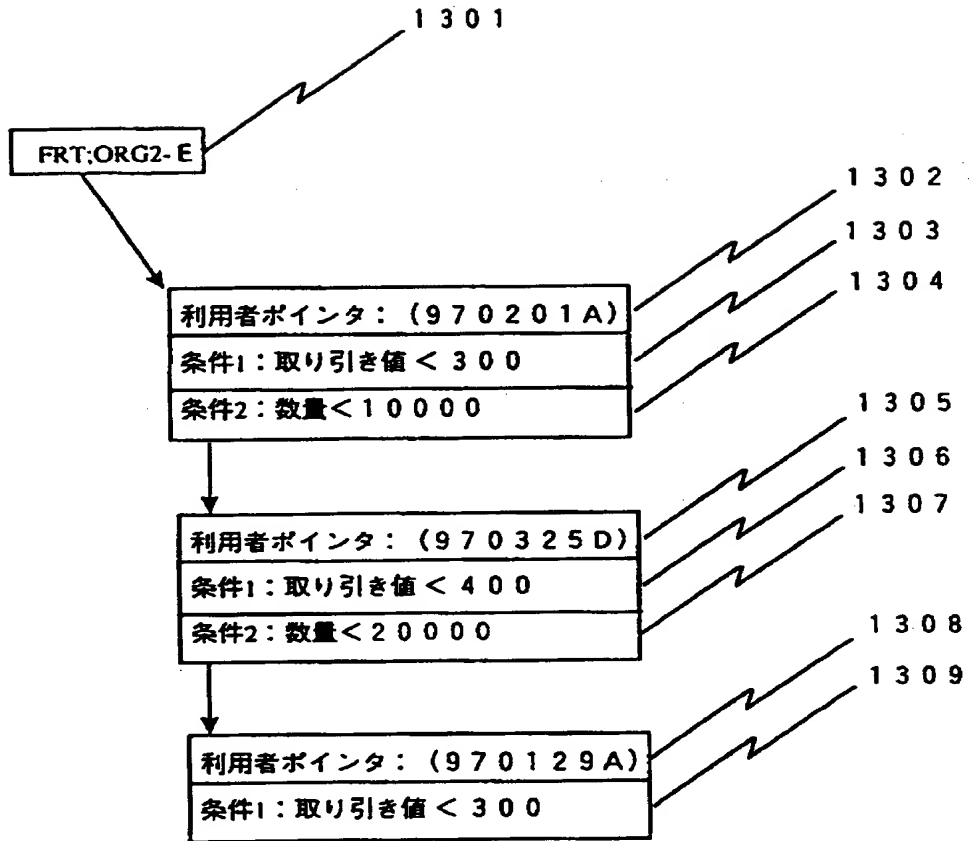 1301
FRT;ORG2-E
1302
1303
1304
利用者ポインタ：（970201A）
条件1：取り引き値＜300
条件2：数量＜10000
1305
1306
1307
利用者ポインタ：（970325D）
条件1：取り引き値＜400
条件2：数量＜20000
1308
1309
利用者ポインタ：（970129A）
条件1：取り引き値＜300